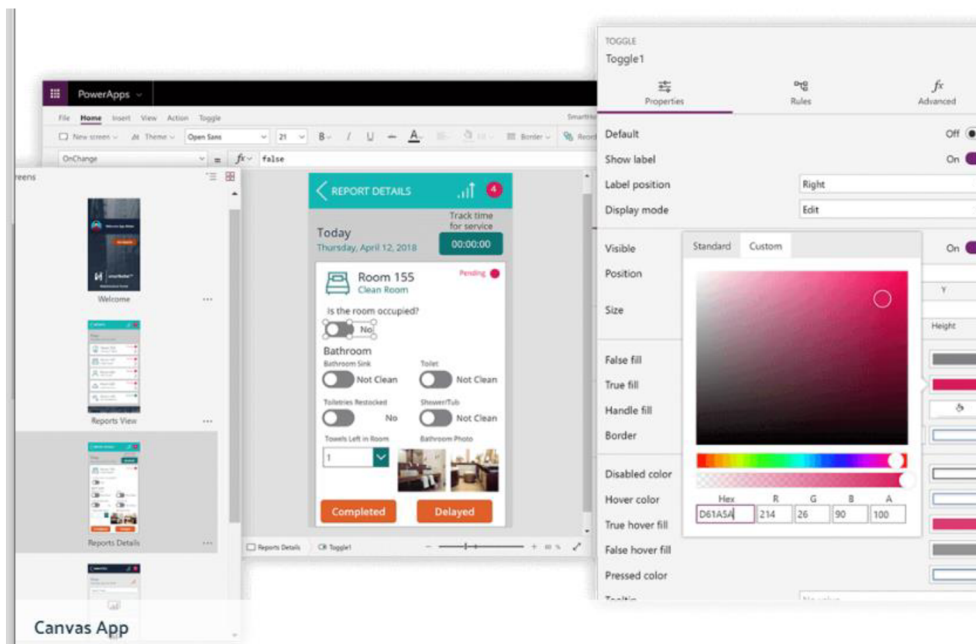 TOGGLE
Toggle1
Properties
Rules
Advanced
PowerApps
File Home Insert View Action Toggle
New screen Theme Open Sans 21 B I U A Border
OnChange = fx false
Default Off
Show label On
Label position Right
Display mode Edit
Visible On
Position
Y
Size
Height
False fill
True fill
Handle fill
Border
Disabled color
Hover color
True hover fill
False hover fill
Pressed color
Standard Custom
Hex R G B A
D61A5A 214 26 90 100
Welcome
Reports View
Reports Details
REPORT DETAILS
4
Track time
for service
Today
Thursday, April 12, 2018
00:00:00
Room 155
Pending
Clean Room
Is the room occupied?
No
Bathroom
Bathroom Sink Toilet
Not Clean Not Clean
Toiletries Restocked Shower/Tub
No Not Clean
Towels Left in Room Bathroom Photo
1
Completed Delayed
Reports Details Toggle1
Canvas App